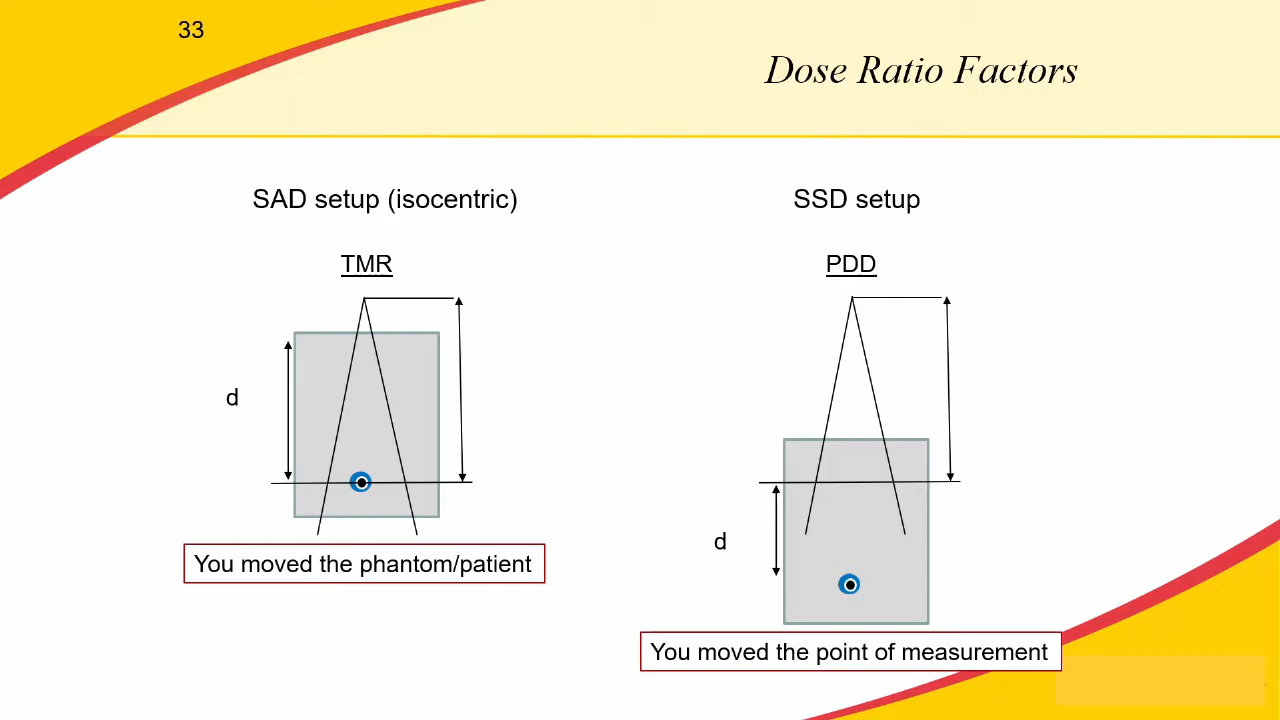 33
Dose Ratio Factors
SAD setup (isocentric)
SSD setup
TMR
PDD
d
d
You moved the phantom/patient
You moved the point of measurement